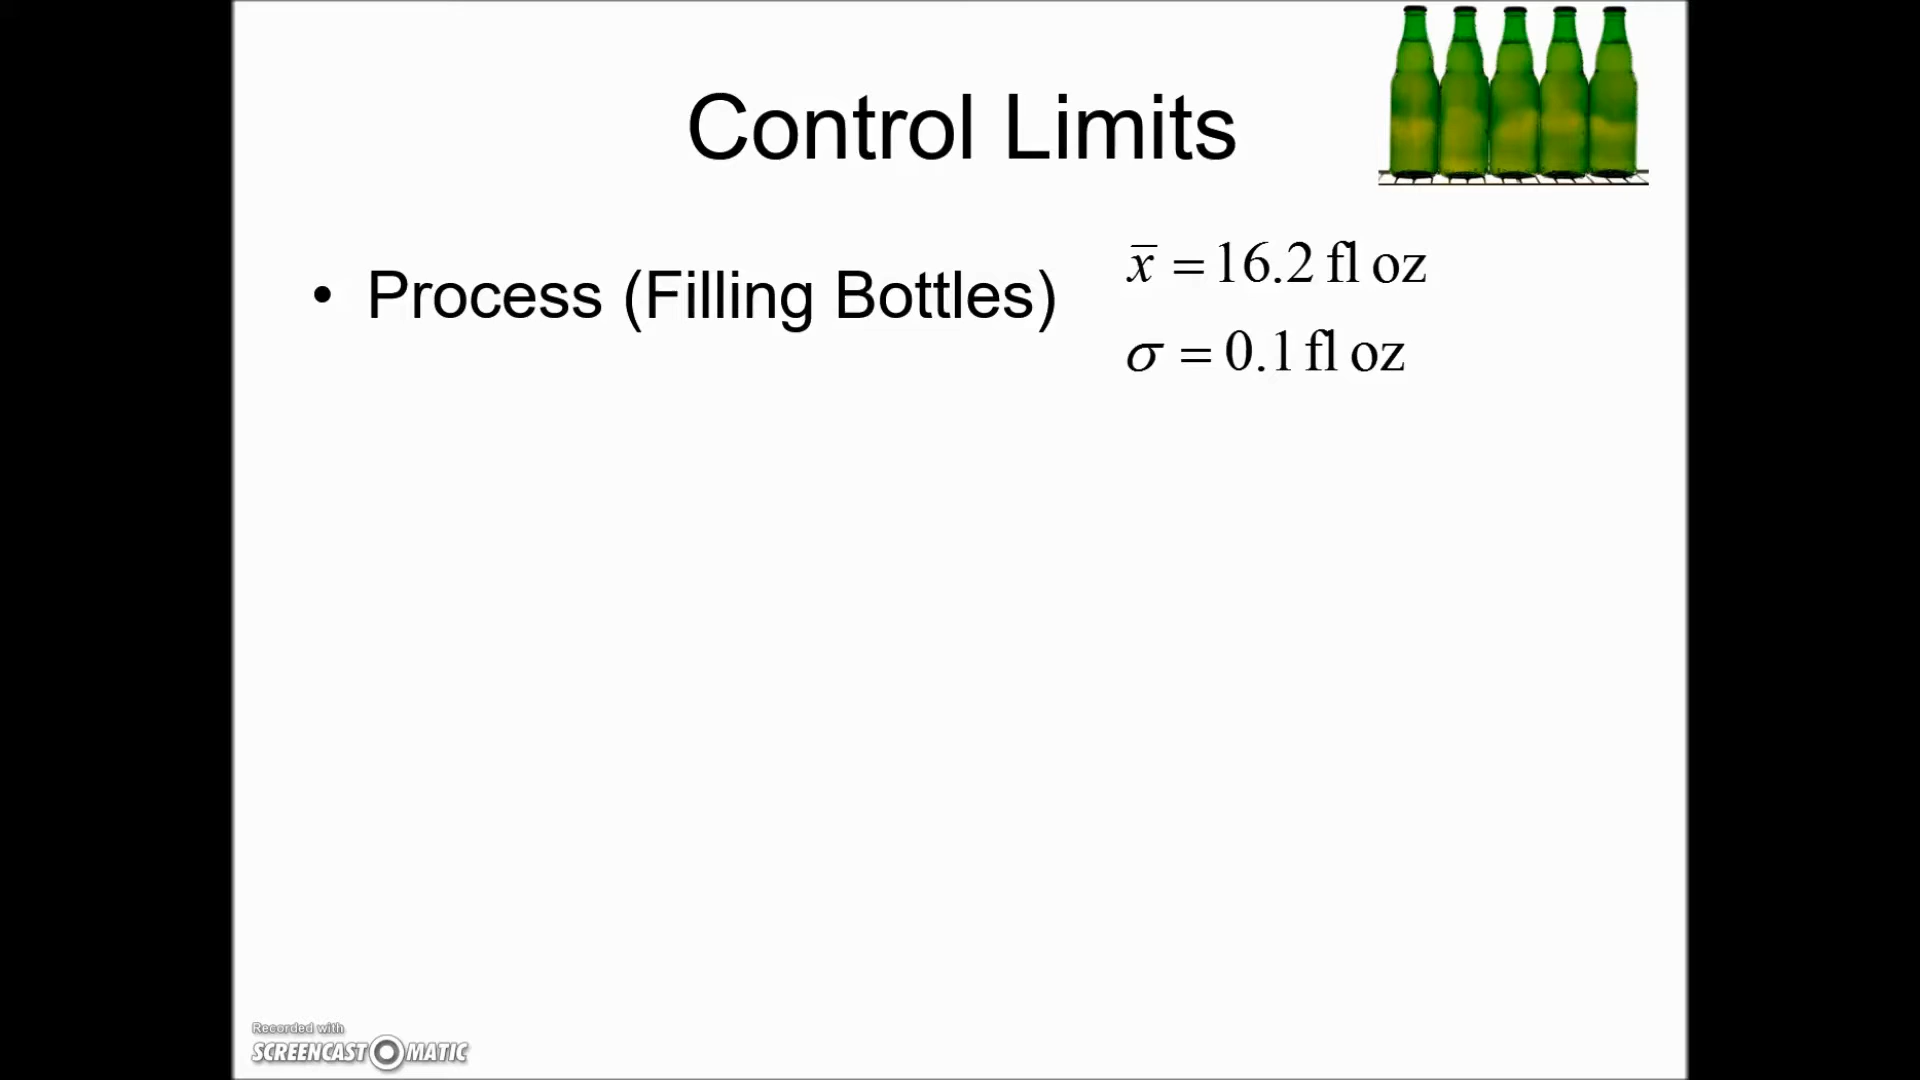 Control Limits
• Process (Filling Bottles)
x̄ = 16.2 fl oz
σ = 0.1 fl oz
Recorded with
SCREENCAST-O-MATIC